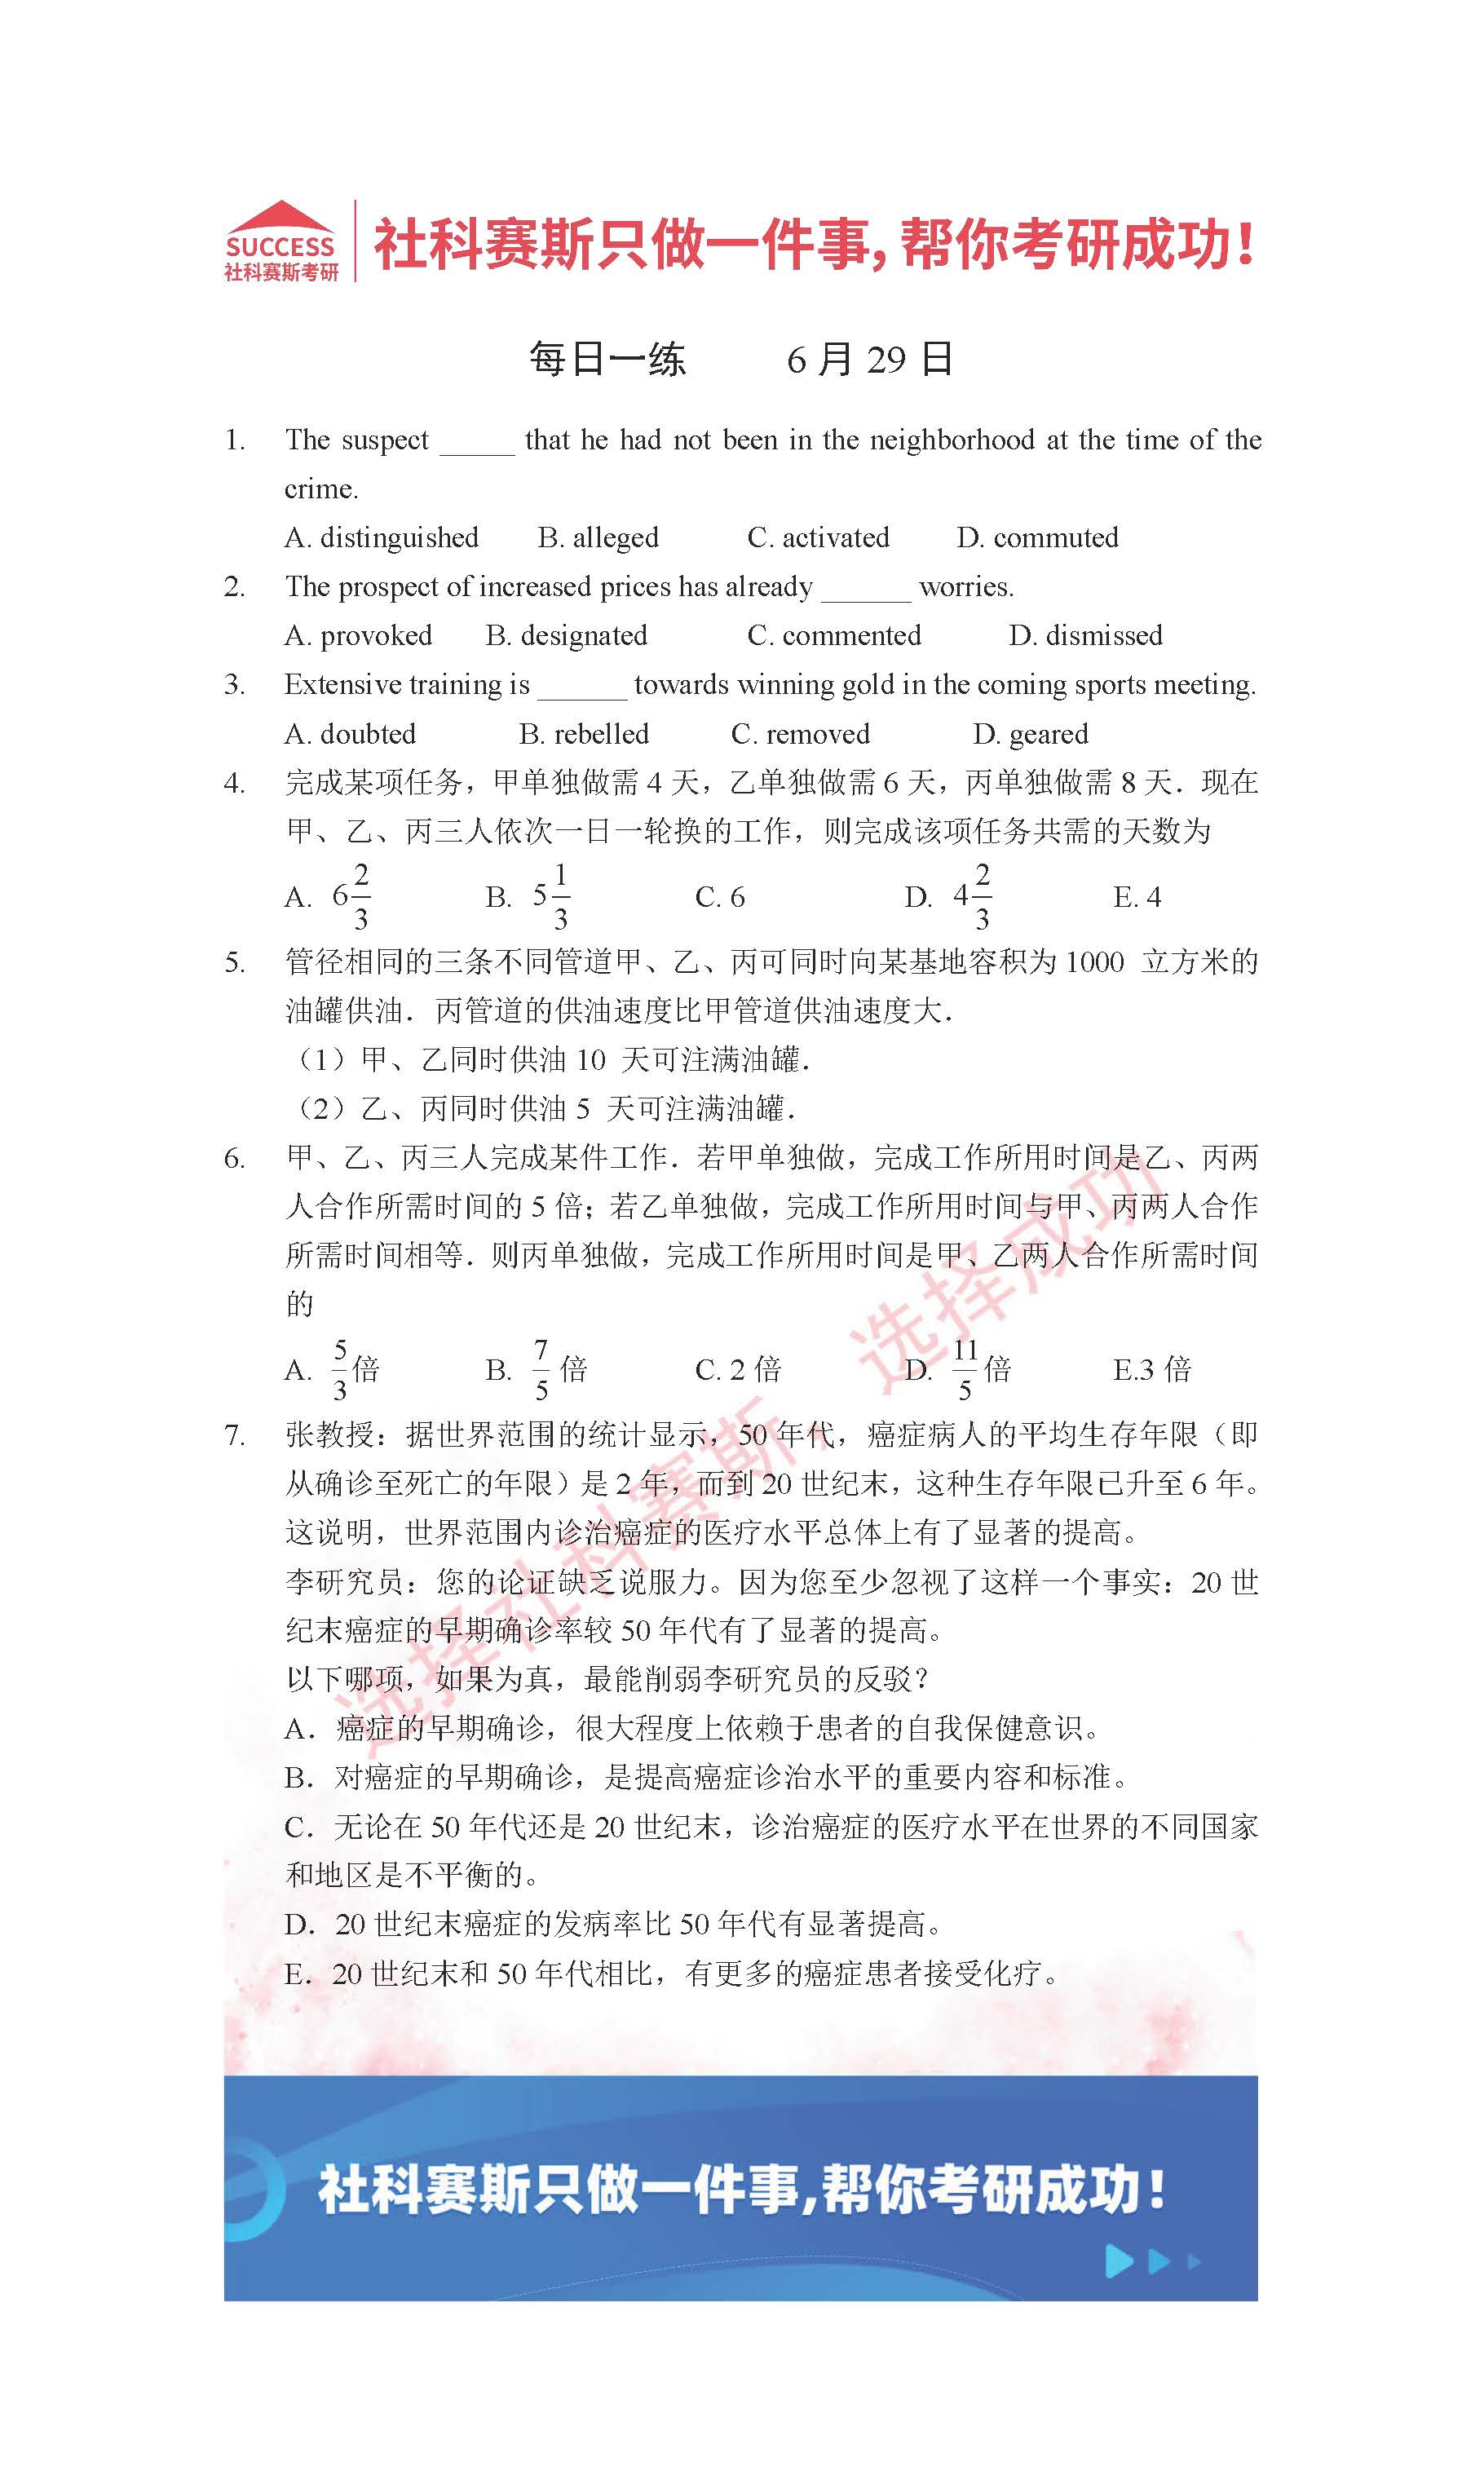 SUCCESS
社科赛斯考研
社科赛斯只做一件事,帮你考研成功!
每日一练 6 月 29 日
1. The suspect _____ that he had not been in the neighborhood at the time of the
crime.
A. distinguished B. alleged C. activated D. commuted
2. The prospect of increased prices has already ______ worries.
A. provoked B. designated C. commented D. dismissed
3. Extensive training is ______ towards winning gold in the coming sports meeting.
A. doubted B. rebelled C. removed D. geared
4. 完成某项任务，甲单独做需 4 天，乙单独做需 6 天，丙单独做需 8 天．现在
甲、乙、丙三人依次一日一轮换的工作，则完成该项任务共需的天数为
A. 6 2/3 B. 5 1/3 C. 6 D. 4 2/3 E. 4
5. 管径相同的三条不同管道甲、乙、丙可同时向某基地容积为 1000 立方米的
油罐供油．丙管道的供油速度比甲管道供油速度大．
（1）甲、乙同时供油 10 天可注满油罐．
（2）乙、丙同时供油 5 天可注满油罐．
6. 甲、乙、丙三人完成某件工作．若甲单独做，完成工作所用时间是乙、丙两
人合作所需时间的 5 倍；若乙单独做，完成工作所用时间与甲、丙两人合作
所需时间相等．则丙单独做，完成工作所用时间是甲、乙两人合作所需时间
的
A. 5/3 倍 B. 7/5 倍 C. 2 倍 D. 11/5 倍 E.3 倍
7. 张教授：据世界范围的统计显示，50 年代，癌症病人的平均生存年限（即
从确诊至死亡的年限）是 2 年，而到 20 世纪末，这种生存年限已升至 6 年。
这说明，世界范围内诊治癌症的医疗水平总体上有了显著的提高。
李研究员：您的论证缺乏说服力。因为您至少忽视了这样一个事实：20 世
纪末癌症的早期确诊率较 50 年代有了显著的提高。
以下哪项，如果为真，最能削弱李研究员的反驳？
A．癌症的早期确诊，很大程度上依赖于患者的自我保健意识。
B．对癌症的早期确诊，是提高癌症诊治水平的重要内容和标准。
C．无论在 50 年代还是 20 世纪末，诊治癌症的医疗水平在世界的不同国家
和地区是不平衡的。
D．20 世纪末癌症的发病率比 50 年代有显著提高。
E．20 世纪末和 50 年代相比，有更多的癌症患者接受化疗。
选择社科赛斯，选择成功
社科赛斯只做一件事,帮你考研成功!